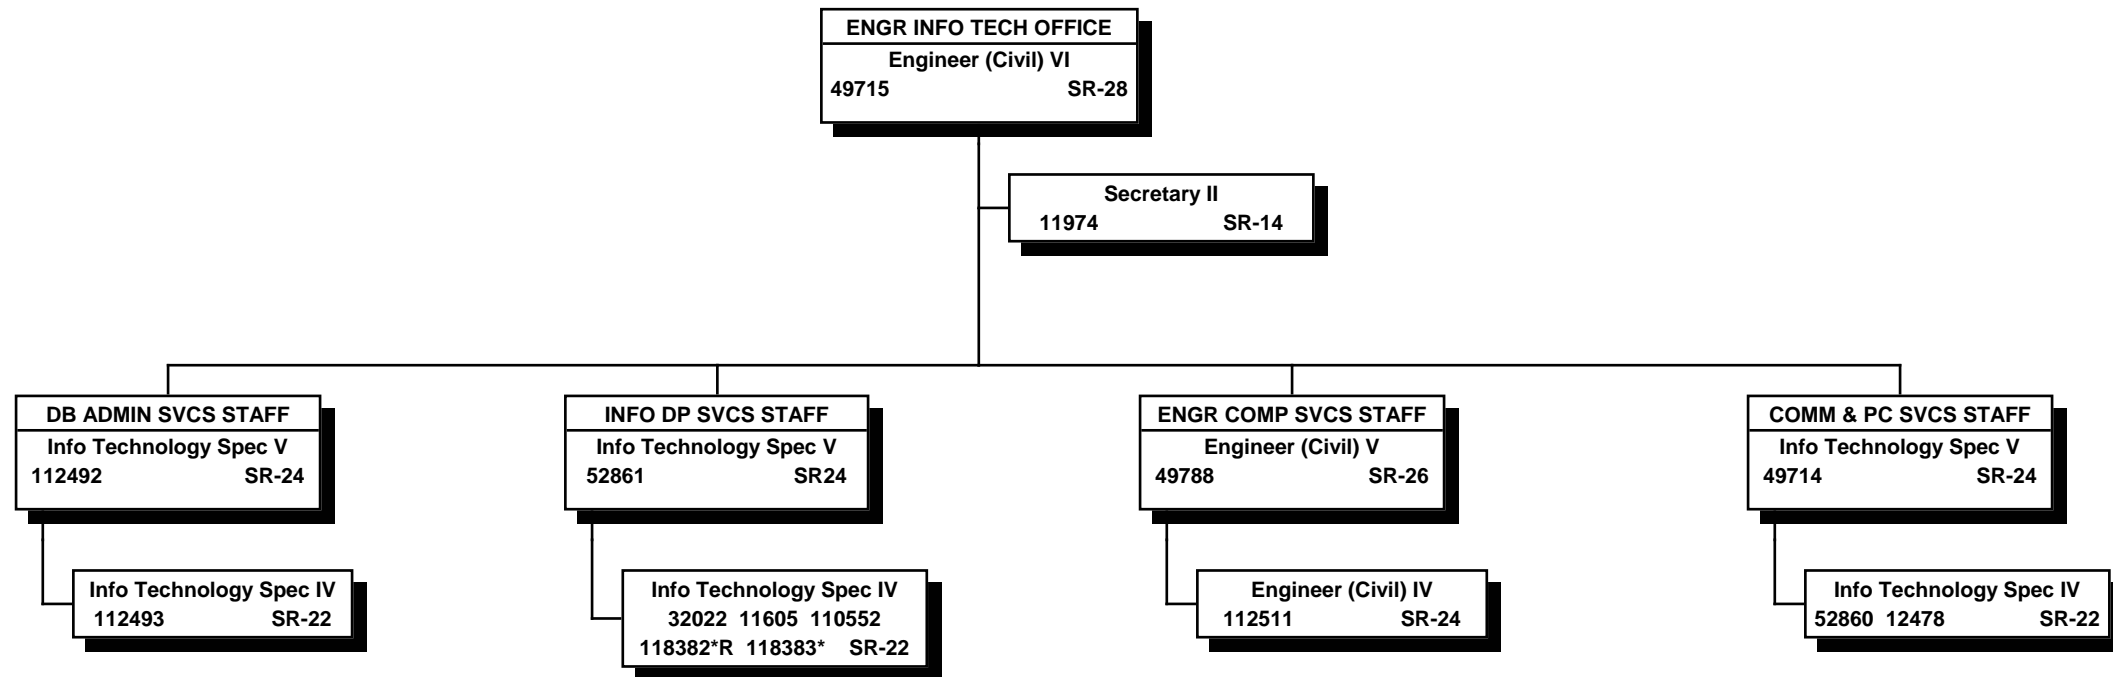 ENGR INFO TECH OFFICE
Engineer (Civil) VI
49715 SR-28
Secretary II
11974 SR-14
DB ADMIN SVCS STAFF
Info Technology Spec V
112492 SR-24
Info Technology Spec IV
112493 SR-22
INFO DP SVCS STAFF
Info Technology Spec V
52861 SR24
Info Technology Spec IV
32022 11605 110552
118382*R 118383* SR-22
ENGR COMP SVCS STAFF
Engineer (Civil) V
49788 SR-26
Engineer (Civil) IV
112511 SR-24
COMM & PC SVCS STAFF
Info Technology Spec V
49714 SR-24
Info Technology Spec IV
52860 12478 SR-22